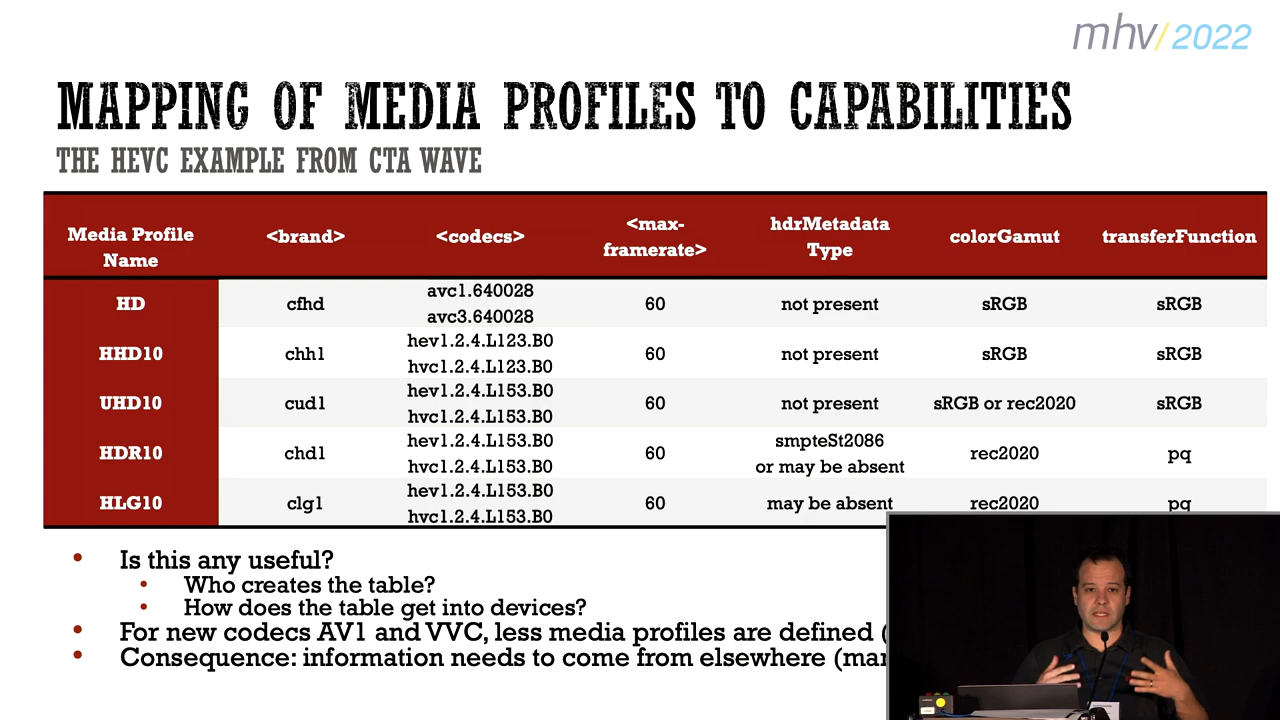 mhv/2022
MAPPING OF MEDIA PROFILES TO CAPABILITIES
THE HEVC EXAMPLE FROM CTA WAVE
Media Profile Name <brand> <codecs> <max-framerate> hdrMetadata Type colorGamut transferFunction
HD cfhd avc1.640028 avc3.640028 60 not present sRGB sRGB
HHD10 chh1 hev1.2.4.L123.B0 hvc1.2.4.L123.B0 60 not present sRGB sRGB
UHD10 cud1 hev1.2.4.L153.B0 hvc1.2.4.L153.B0 60 not present sRGB or rec2020 sRGB
HDR10 chd1 hev1.2.4.L153.B0 hvc1.2.4.L153.B0 60 smpteSt2086 or may be absent rec2020 pq
HLG10 clg1 hev1.2.4.L153.B0 hvc1.2.4.L153.B0 60 may be absent rec2020 pq
• Is this any useful?
• Who creates the table?
• How does the table get into devices?
• For new codecs AV1 and VVC, less media profiles are defined (
• Consequence: information needs to come from elsewhere (